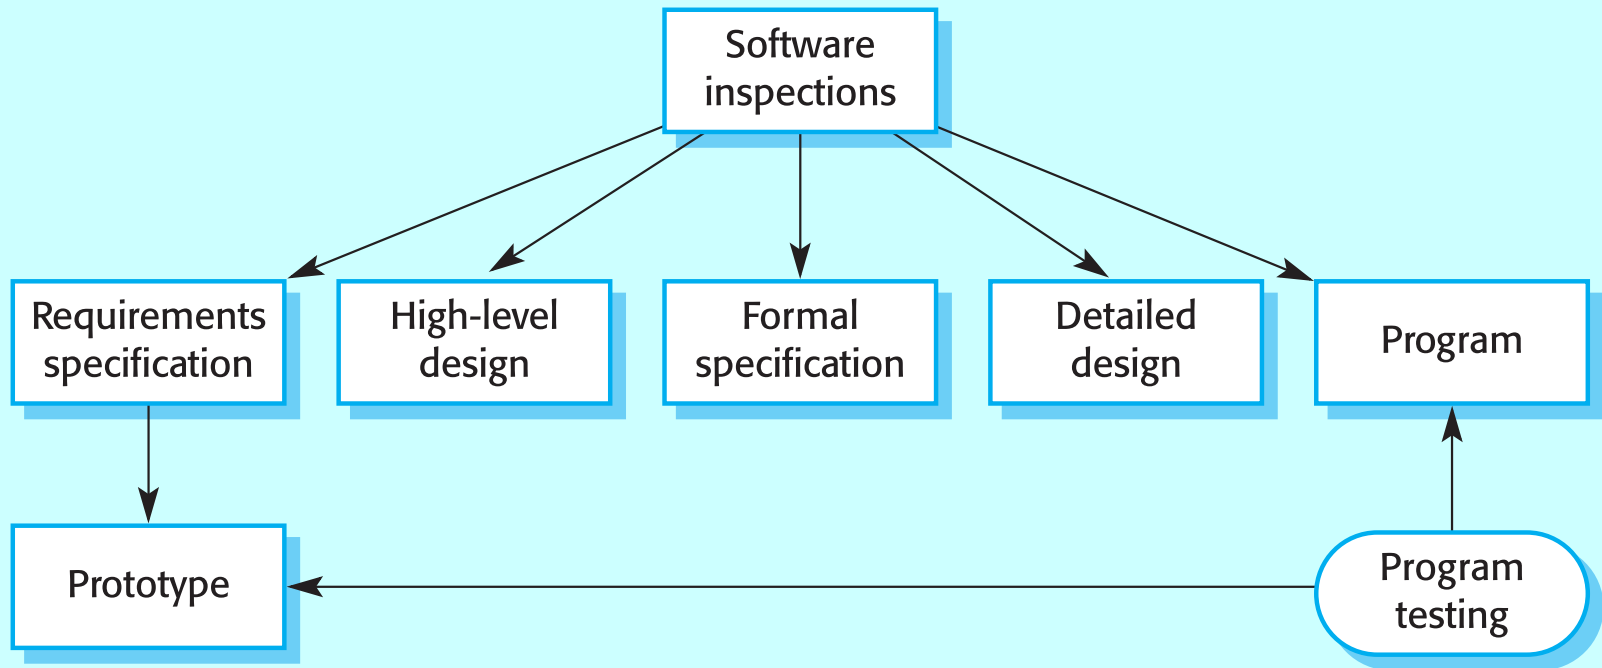 Software
inspections
Requirements
specification
High-level
design
Formal
specification
Detailed
design
Program
Prototype
Program
testing